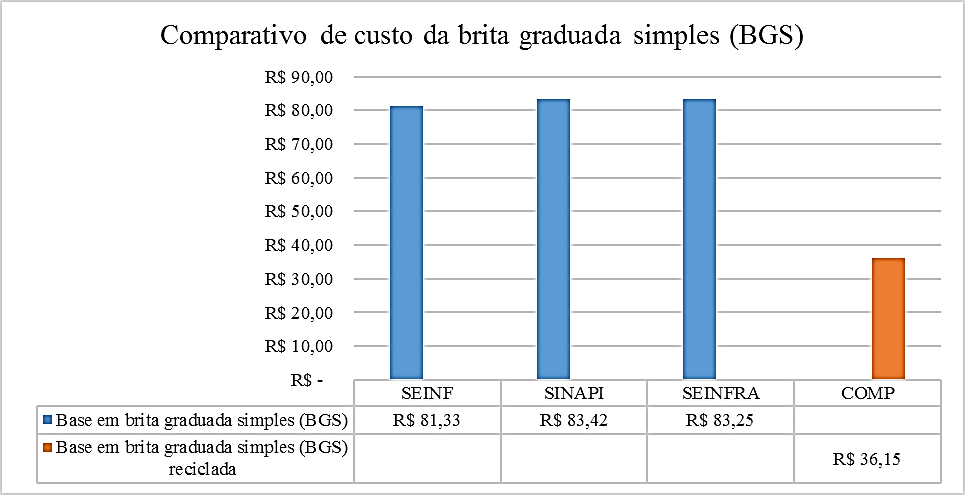 Comparativo de custo da brita graduada simples (BGS)
R$ 90,00
R$ 80,00
R$ 70,00
R$ 60,00
R$ 50,00
R$ 40,00
R$ 30,00
R$ 20,00
R$ 10,00
R$ -
SEINF SINAPI SEINFRA COMP
Base em brita graduada simples (BGS) R$ 81,33 R$ 83,42 R$ 83,25
Base em brita graduada simples (BGS)
reciclada R$ 36,15